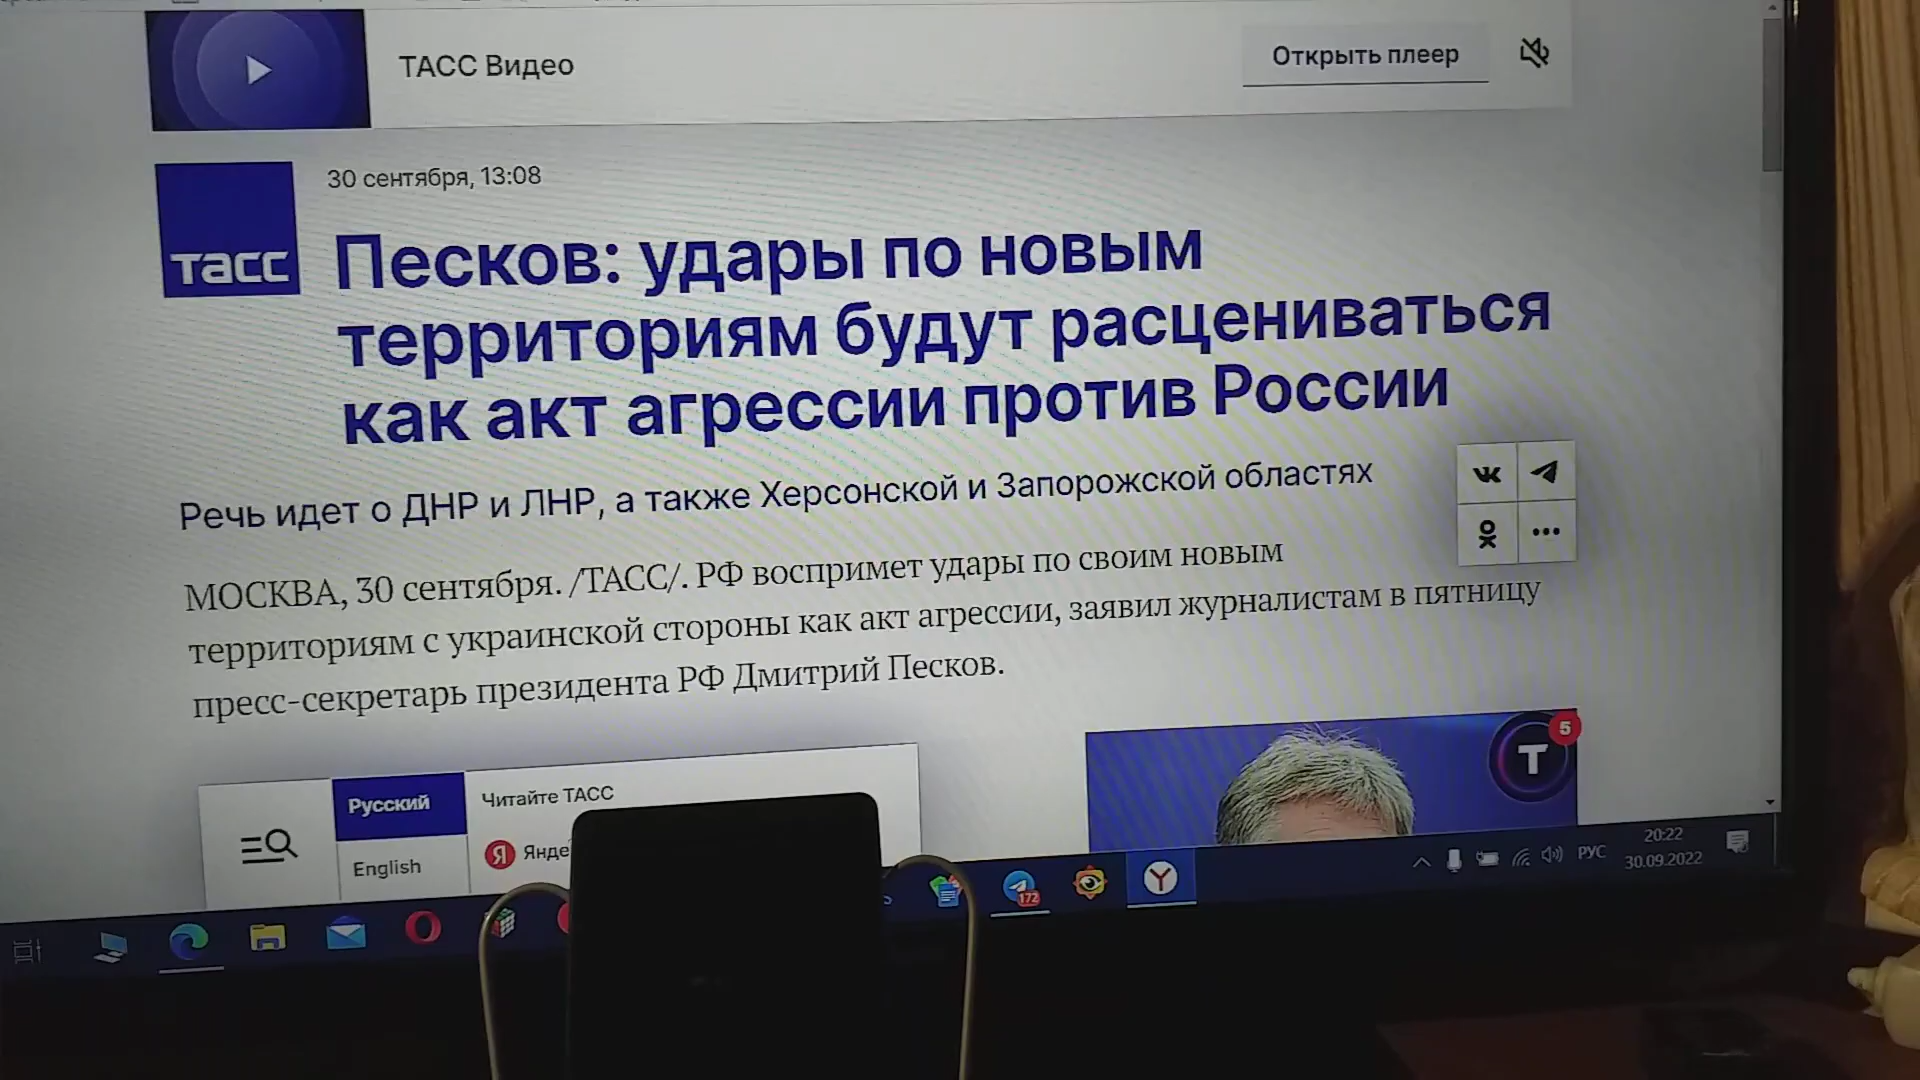 ТАСС Видео
Открыть плеер
30 сентября, 13:08
тасс
Песков: удары по новым
территориям будут расцениваться
как акт агрессии против России
Речь идет о ДНР и ЛНР, а также Херсонской и Запорожской областях
МОСКВА, 30 сентября. /ТАСС/. РФ воспримет удары по своим новым
территориям с украинской стороны как акт агрессии, заявил журналистам в пятницу
пресс-секретарь президента РФ Дмитрий Песков.
Русский
Читайте ТАСС
Я Янде
English
T 5
172
РУС
20:22
30.09.2022